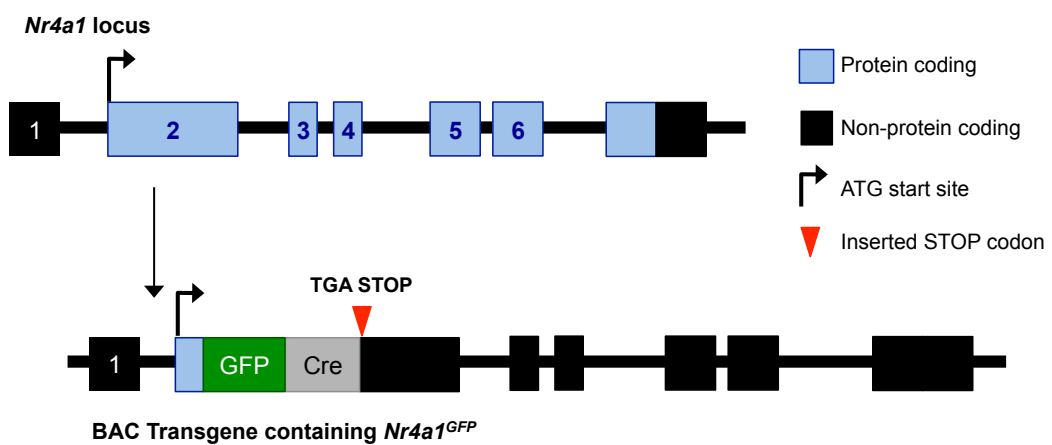 Nr4a1 locus
1
2
3
4
5
6
Protein coding
Non-protein coding
ATG start site
Inserted STOP codon
TGA STOP
1
GFP
Cre
BAC Transgene containing Nr4a1GFP